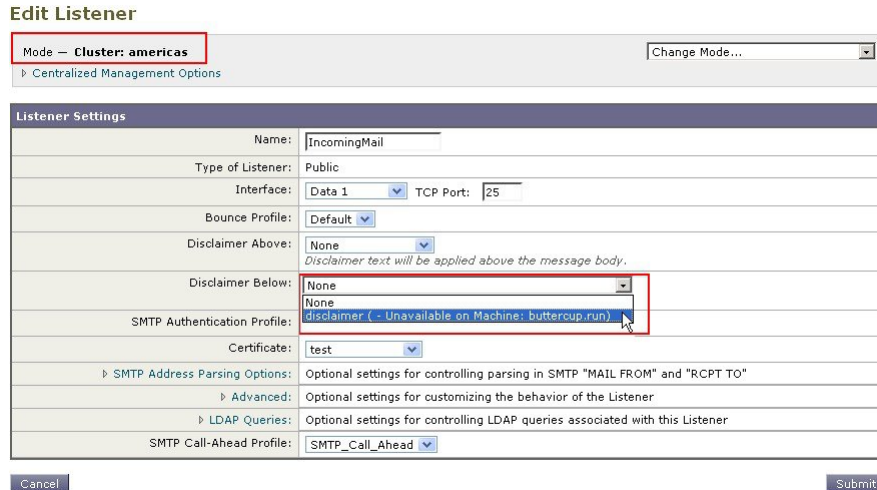 Edit Listener
Mode — Cluster: americas
Change Mode...
Centralized Management Options
Listener Settings
Name: IncomingMail
Type of Listener: Public
Interface: Data 1 TCP Port: 25
Bounce Profile: Default
Disclaimer Above: None
Disclaimer text will be applied above the message body.
Disclaimer Below: None
None
disclaimer ( - Unavailable on Machine: buttercup.run)
SMTP Authentication Profile:
Certificate: test
SMTP Address Parsing Options: Optional settings for controlling parsing in SMTP "MAIL FROM" and "RCPT TO"
Advanced: Optional settings for customizing the behavior of the Listener
LDAP Queries: Optional settings for controlling LDAP queries associated with this Listener
SMTP Call-Ahead Profile: SMTP_Call_Ahead
Cancel Submit